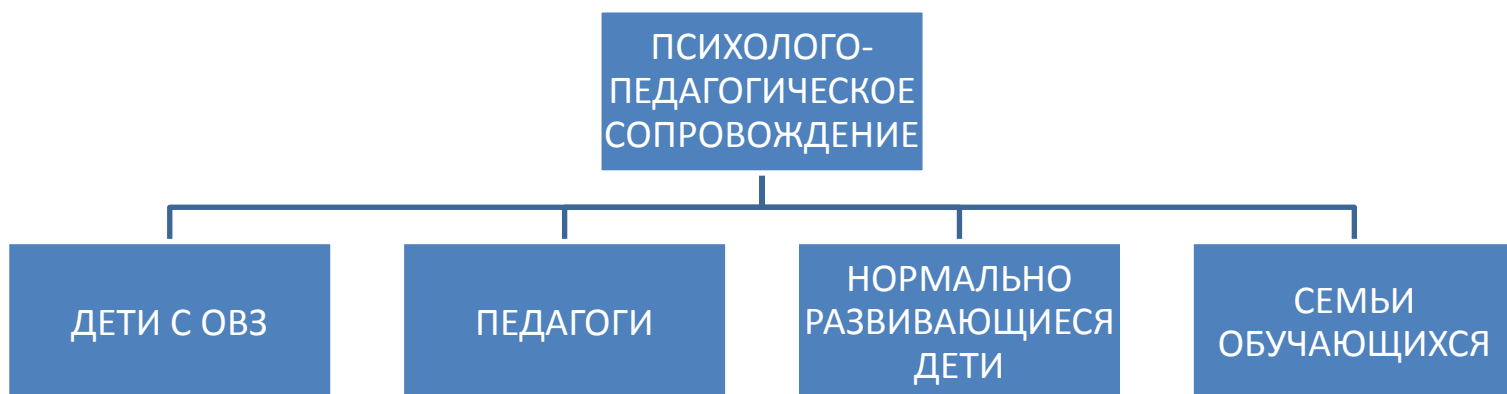 ПСИХОЛОГО-
ПЕДАГОГИЧЕСКОЕ
СОПРОВОЖДЕНИЕ
ДЕТИ С ОВЗ
ПЕДАГОГИ
НОРМАЛЬНО
РАЗВИВАЮЩИЕСЯ
ДЕТИ
СЕМЬИ
ОБУЧАЮЩИХСЯ